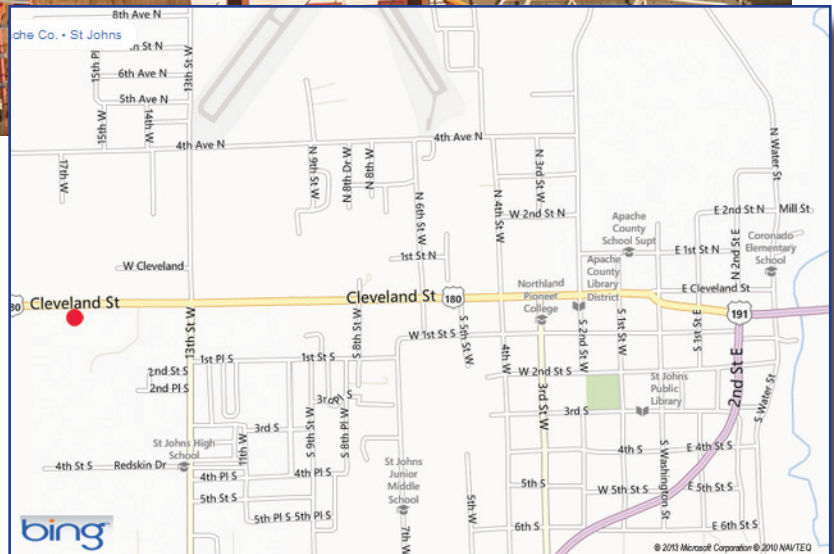 8th Ave N
che Co. • St Johns
n St N
15th Pl
13th St W
6th Ave N
5th Ave N
15th W
14th W
4th Ave N
4th Ave N
17th W
N 9th St W
N 8th Dr W
N 8th W
N 6th St W
N 4th St W
N 3rd St W
N Water St
W 2nd St N
E 2nd St N
Mill St
Apache
County
School Supt
E 1st St N
N 2nd St E
Coronado
Elementary
School
1st St N
W Cleveland
Apache
County
Library
District
Northland
Pioneer
College
E Cleveland St
80
Cleveland St
Cleveland St
180
191
13th St W
S 8th St W
W 1st St S
S 5th St W
S 2nd St W
S 1st St W
S 1st St E
2nd St E
1st Pl S
1st St S
4th W
2nd St S
2nd Pl S
W 2nd St S
3rd St W
St Johns
Public
Library
S Water St
3rd Pl S
3rd S
3rd S
11th W
S 9th St W
S 8th Pl W
St Johns High
School
4th St S
Redskin Dr
4th Pl S
4th Pl S
St Johns
Junior
Middle
School
4th S
S Washington St
E 4th St S
5th W
5th S
W 5th St S
E 5th St S
5th St S
5th Pl S
5th Pl S
7th W
6th S
E 6th St S
bing
© 2013 Microsoft Corporation © 2010 NAVTEQ